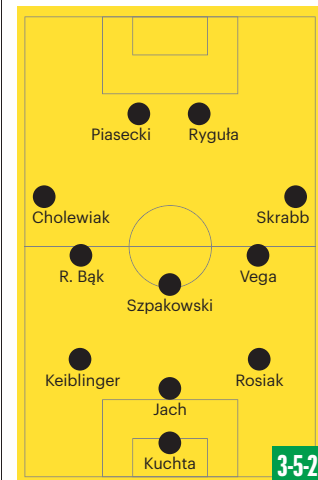 Piasecki Ryguła
Cholewiak Skrabb
R. Bąk Vega
Szpakowski
Keiblinger Rosiak
Jach
Kuchta
3-5-2